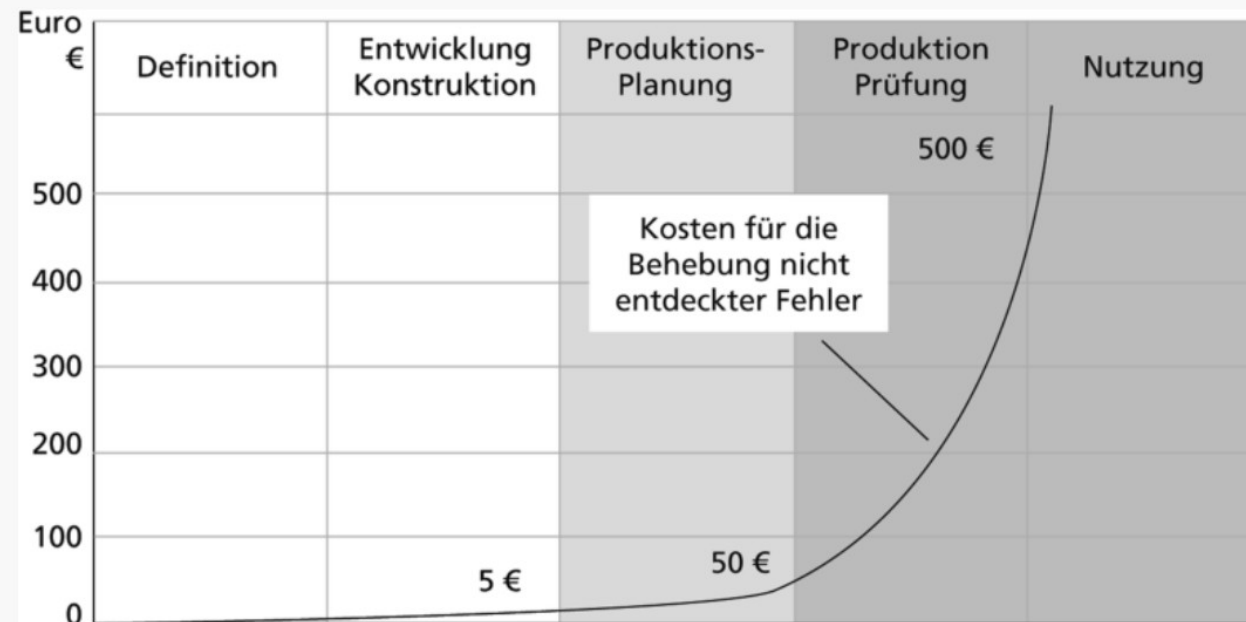 Euro
€
Definition
Entwicklung
Konstruktion
Produktions-
Planung
Produktion
Prüfung
Nutzung
500 €
500
Kosten für die
Behebung nicht
entdeckter Fehler
400
300
200
100
50 €
5 €
0